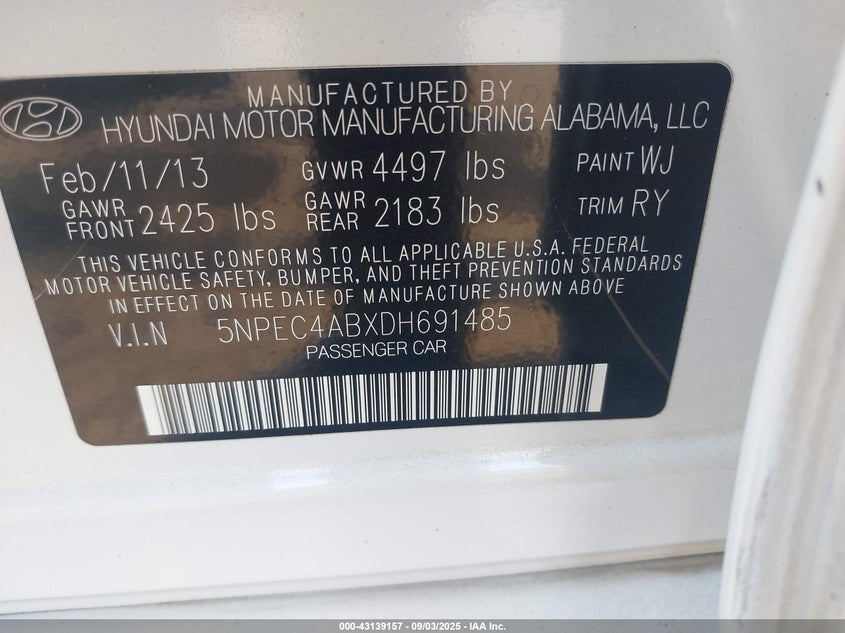 MANUFACTURED BY
HYUNDAI MOTOR MANUFACTURING ALABAMA, LLC
Feb/11/13 GVWR 4497 lbs PAINT WJ
GAWR FRONT 2425 lbs GAWR REAR 2183 lbs TRIM RY
THIS VEHICLE CONFORMS TO ALL APPLICABLE U.S.A. FEDERAL
MOTOR VEHICLE SAFETY, BUMPER, AND THEFT PREVENTION STANDARDS
IN EFFECT ON THE DATE OF MANUFACTURE SHOWN ABOVE
V.I.N 5NPEC4ABXDH691485
PASSENGER CAR
000-43139157 - 09/03/2025 - IAA Inc.